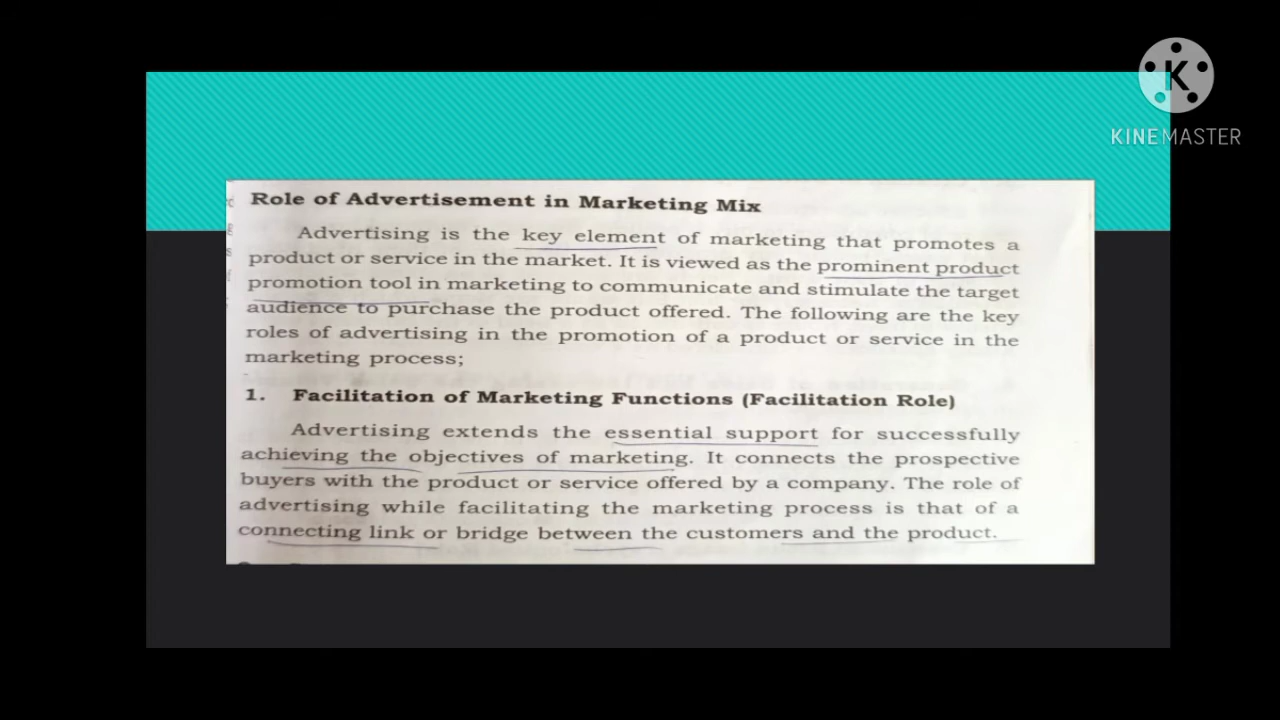 K
KINEMASTER
Role of Advertisement in Marketing Mix
Advertising is the key element of marketing that promotes a
product or service in the market. It is viewed as the prominent product
promotion tool in marketing to communicate and stimulate the target
audience to purchase the product offered. The following are the key
roles of advertising in the promotion of a product or service in the
marketing process;
1. Facilitation of Marketing Functions (Facilitation Role)
Advertising extends the essential support for successfully
achieving the objectives of marketing. It connects the prospective
buyers with the product or service offered by a company. The role of
advertising while facilitating the marketing process is that of a
connecting link or bridge between the customers and the product.